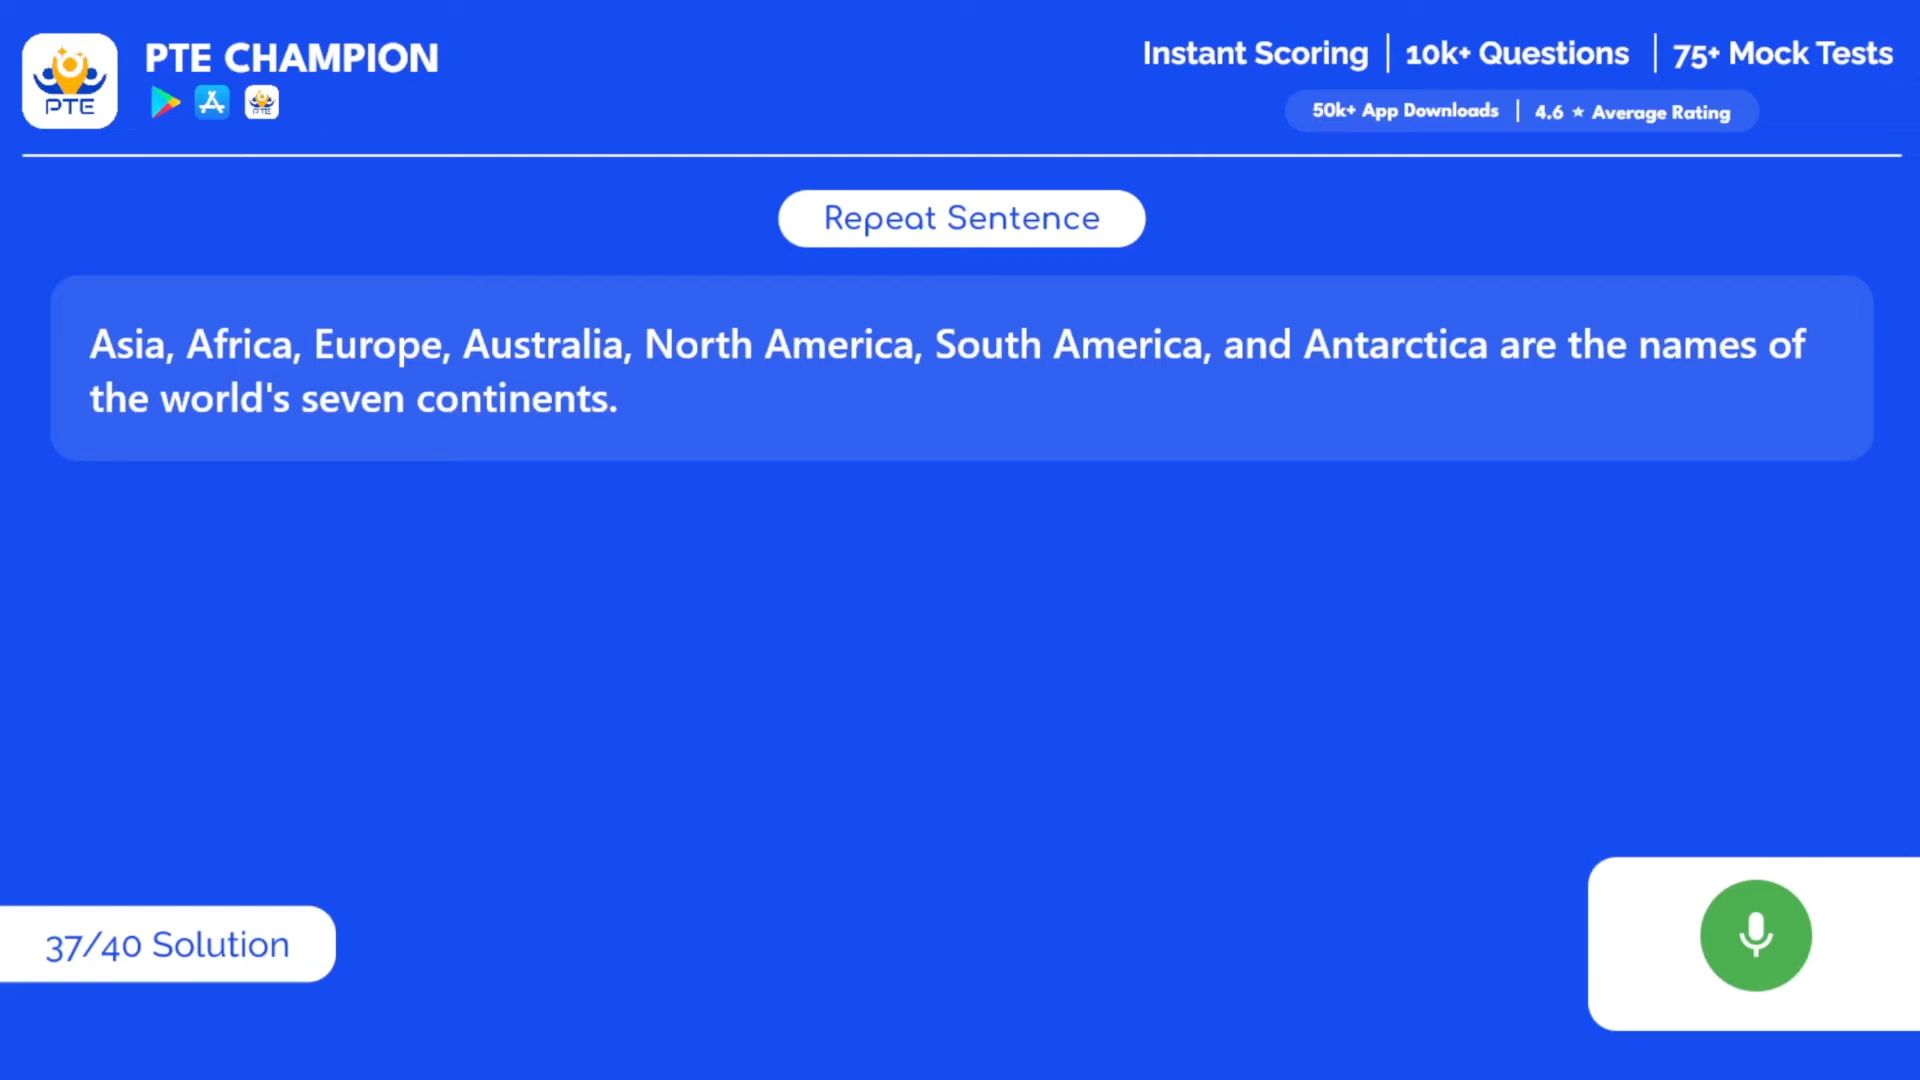 PTE CHAMPION
PTE
PTE
Instant Scoring | 10k+ Questions | 75+ Mock Tests
50k+ App Downloads | 4.6 ★ Average Rating
Repeat Sentence
Asia, Africa, Europe, Australia, North America, South America, and Antarctica are the names of
the world's seven continents.
37/40 Solution